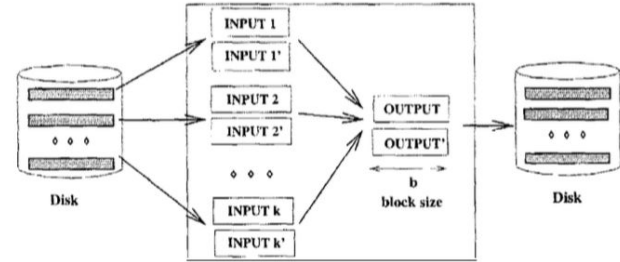 INPUT 1
INPUT 1'
INPUT 2
INPUT 2'
INPUT k
INPUT k'
OUTPUT
OUTPUT'
b
block size
Disk
Disk